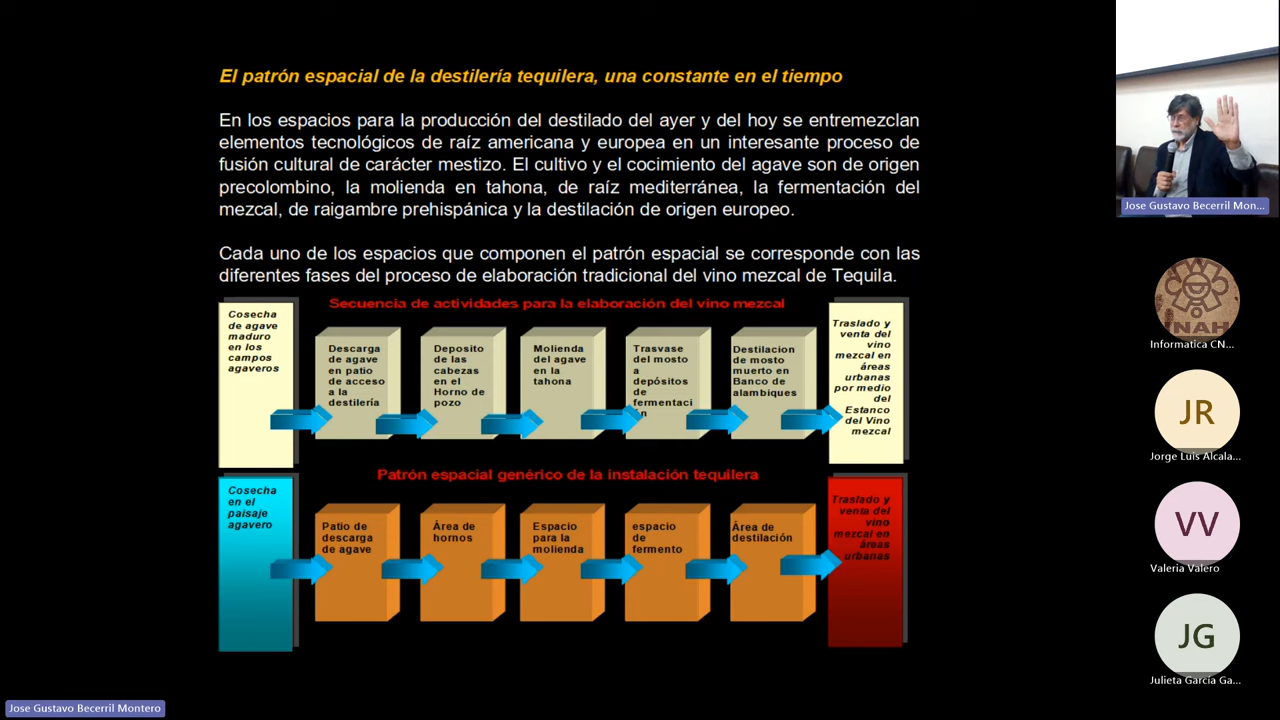 El patrón espacial de la destilería tequilera, una constante en el tiempo
En los espacios para la producción del destilado del ayer y del hoy se entremezclan
elementos tecnológicos de raíz americana y europea en un interesante proceso de
fusión cultural de carácter mestizo. El cultivo y el cocimiento del agave son de origen
precolombino, la molienda en tahona, de raíz mediterránea, la fermentación del
mezcal, de raigambre prehispánica y la destilación de origen europeo.
Cada uno de los espacios que componen el patrón espacial se corresponde con las
diferentes fases del proceso de elaboración tradicional del vino mezcal de Tequila.
Secuencia de actividades para la elaboración del vino mezcal
Cosecha
de agave
maduro
en los
campos
agaveros
Descarga
de agave
en patio
de acceso
a la
destilería
Deposito
de las
cabezas
en el
Horno de
pozo
Molienda
del agave
en la
tahona
Trasvase
del mosto
a
depósitos
de
fermentaci
ón
Destilacion
de mosto
muerto en
Banco de
alambiques
Traslado y
venta del
vino
mezcal en
áreas
urbanas
por medio
del
Estanco
del Vino
mezcal
Patrón espacial genérico de la instalación tequilera
Cosecha
en el
paisaje
agavero
Patio de
descarga
de agave
Área de
hornos
Espacio
para la
molienda
espacio
de
fermento
Área de
destilación
Traslado y
venta del
vino
mezcal en
áreas
urbanas
Jose Gustavo Becerril Mon...
INAH
Informatica CN...
JR
Jorge Luis Alcala...
VV
Valeria Valero
JG
Julieta García Ga...
Jose Gustavo Becerril Montero